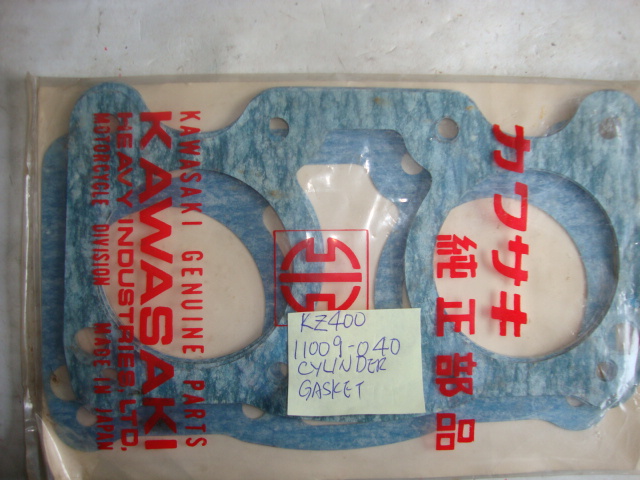 KAWASAKI GENUINE PARTS
KAWASAKI
HEAVY INDUSTRIES, LTD.
MOTORCYCLE DIVISION MADE IN JAPAN
カワサキ
純正部品
KZ400
11009-040
CYLINDER
GASKET